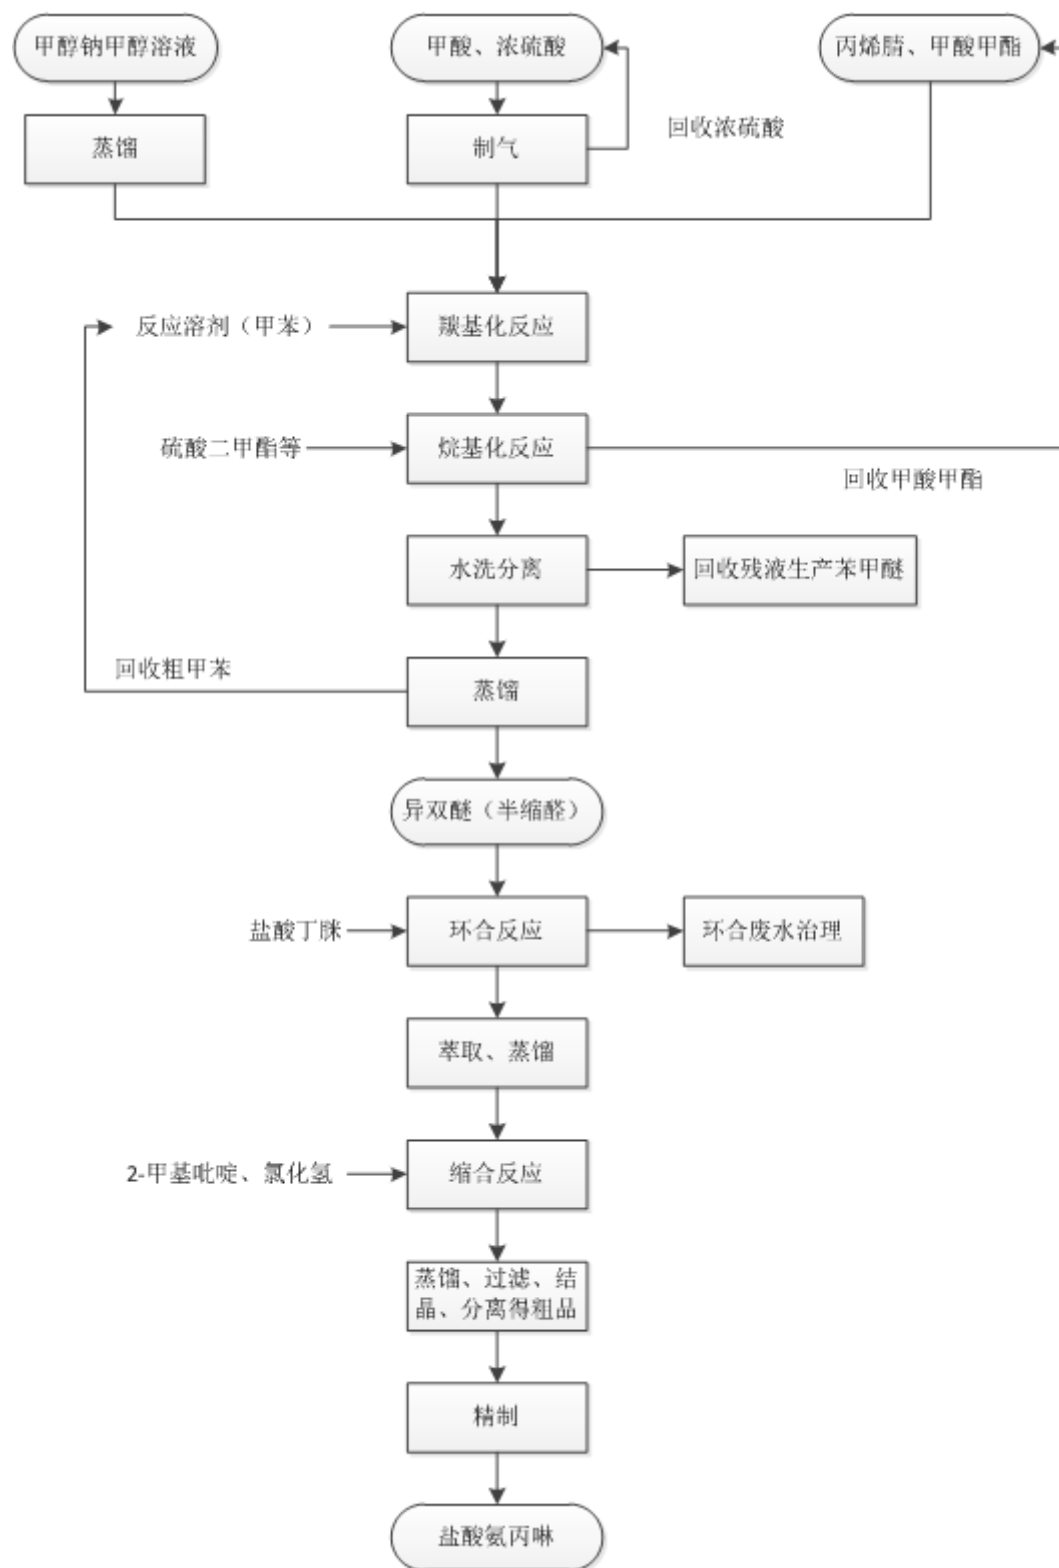 甲醇钠甲醇溶液
甲酸、浓硫酸
丙烯腈、甲酸甲酯
蒸馏
制气
回收浓硫酸
反应溶剂（甲苯）
羰基化反应
硫酸二甲酯等
烷基化反应
回收甲酸甲酯
水洗分离
回收残液生产苯甲醚
回收粗甲苯
蒸馏
异双醚（半缩醛）
盐酸丁脒
环合反应
环合废水治理
萃取、蒸馏
2-甲基吡啶、氯化氢
缩合反应
蒸馏、过滤、结
晶、分离得粗品
精制
盐酸氨丙啉